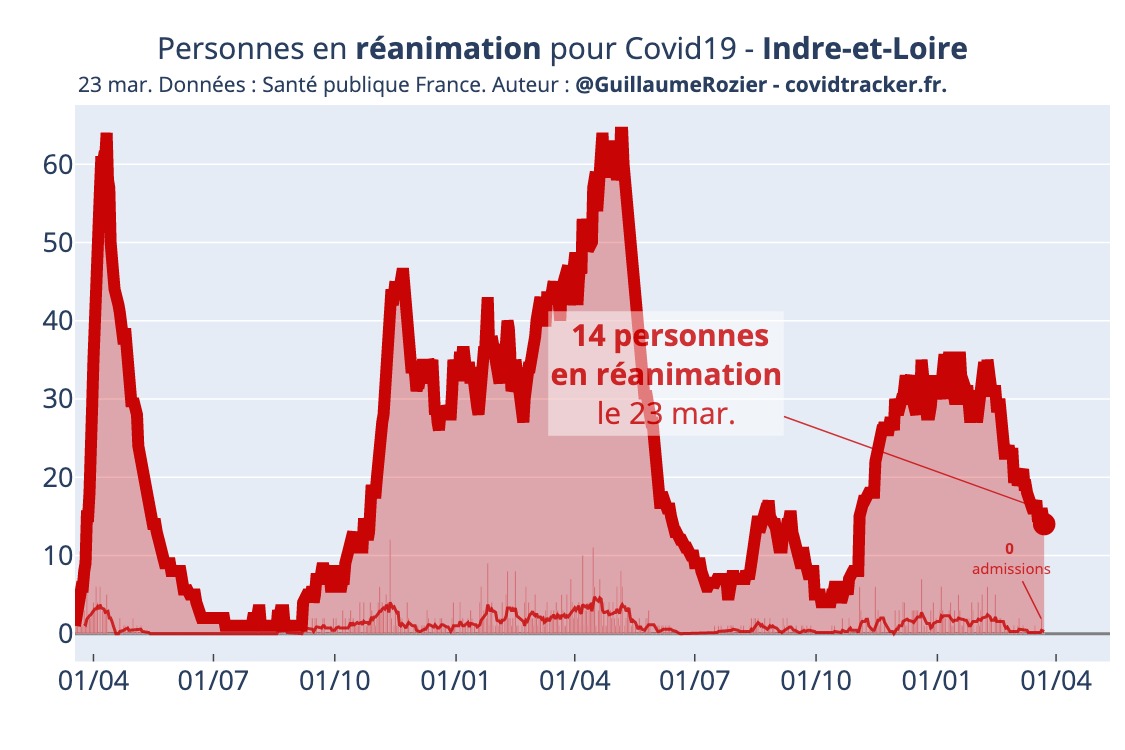 Personnes en réanimation pour Covid19 - Indre-et-Loire
23 mar. Données : Santé publique France. Auteur : @GuillaumeRozier - covidtracker.fr.
60
50
40
30
20
10
0
14 personnes
en réanimation
le 23 mar.
0
admissions
01/04 01/07 01/10 01/01 01/04 01/07 01/10 01/01 01/04